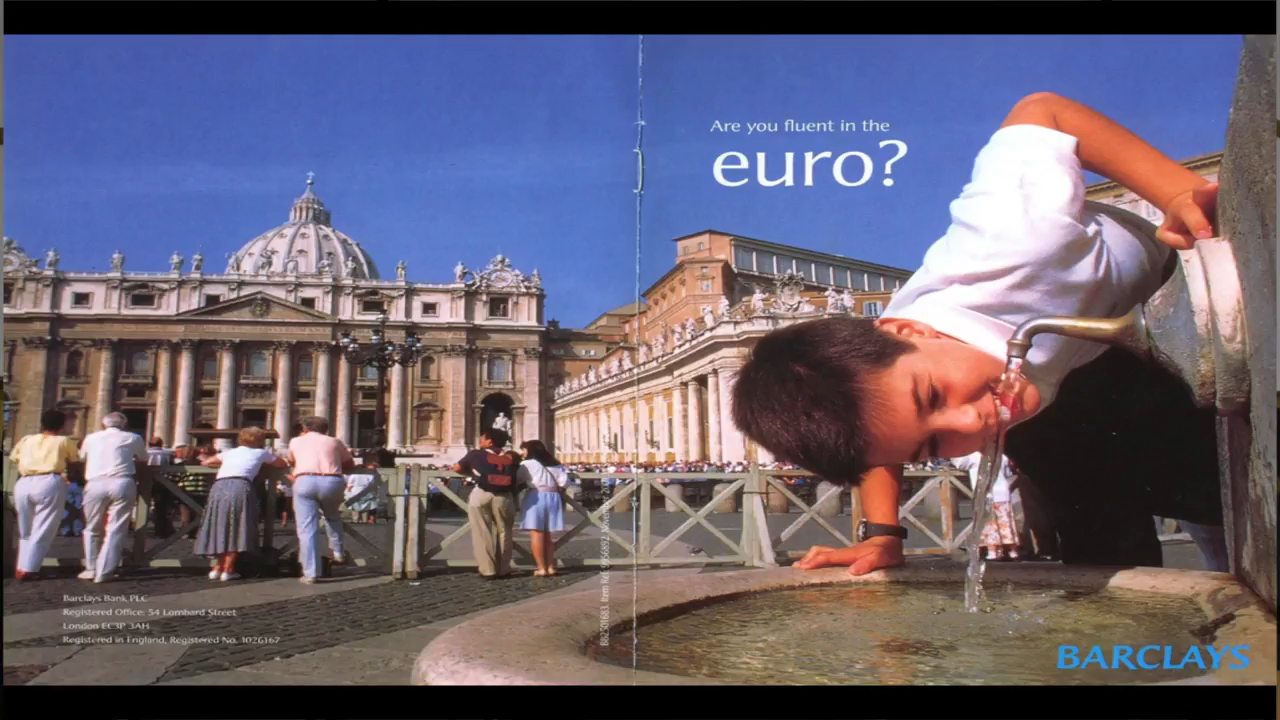 Are you fluent in the
euro?
Barclays Bank PLC
Registered Office: 54 Lombard Street
London EC3P 3AH
Registered in England, Registered No. 1026167
BARCLAYS